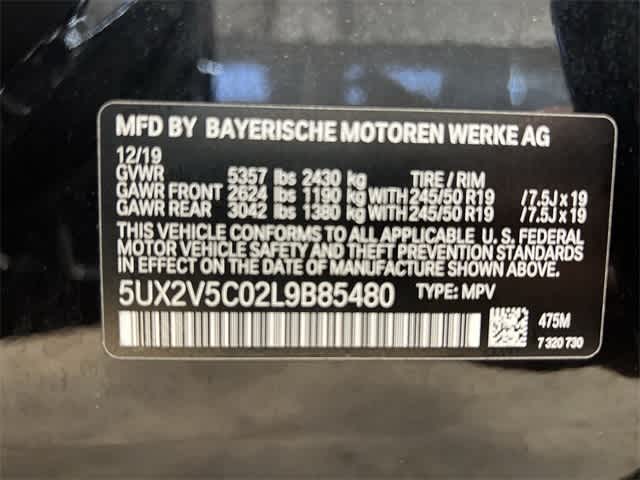 MFD BY BAYERISCHE MOTOREN WERKE AG
12/19
GVWR 5357 lbs 2430 kg TIRE / RIM
GAWR FRONT 2624 lbs 1190 kg WITH 245/50 R19 / 7.5J x 19
GAWR REAR 3042 lbs 1380 kg WITH 245/50 R19 / 7.5J x 19
THIS VEHICLE CONFORMS TO ALL APPLICABLE U. S. FEDERAL
MOTOR VEHICLE SAFETY AND THEFT PREVENTION STANDARDS
IN EFFECT ON THE DATE OF MANUFACTURE SHOWN ABOVE.
5UX2V5C02L9B85480 TYPE: MPV
475M
7 320 730